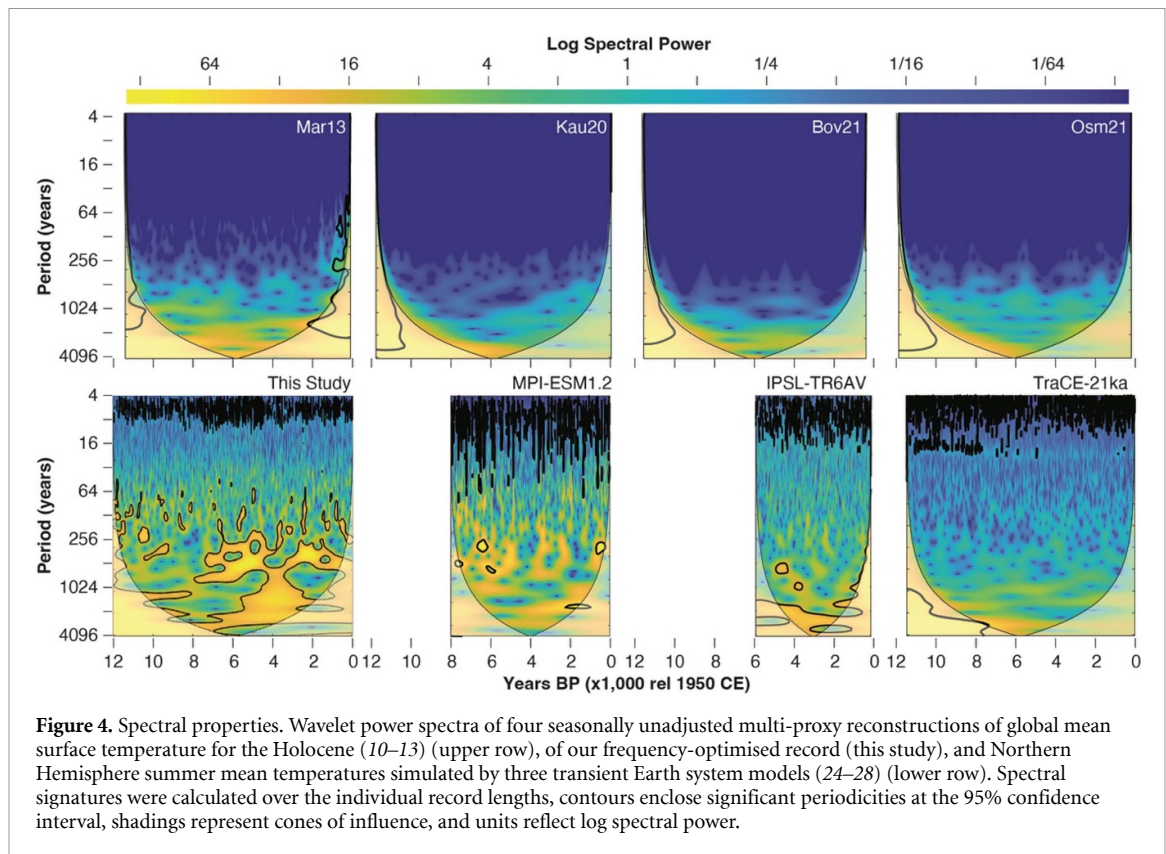 Log Spectral Power
64 16 4 1 1/4 1/16 1/64
Mar13 Kau20 Bov21 Osm21
Period (years)
4
16
64
256
1024
4096
This Study MPI-ESM1.2 IPSL-TR6AV TraCE-21ka
Period (years)
4
16
64
256
1024
4096
12 10 8 6 4 2 0 12 10 8 6 4 2 0 12 10 8 6 4 2 0 12 10 8 6 4 2 0
Years BP (x1,000 rel 1950 CE)
Figure 4. Spectral properties. Wavelet power spectra of four seasonally unadjusted multi-proxy reconstructions of global mean
surface temperature for the Holocene (10–13) (upper row), of our frequency-optimised record (this study), and Northern
Hemisphere summer mean temperatures simulated by three transient Earth system models (24–28) (lower row). Spectral
signatures were calculated over the individual record lengths, contours enclose significant periodicities at the 95% confidence
interval, shadings represent cones of influence, and units reflect log spectral power.